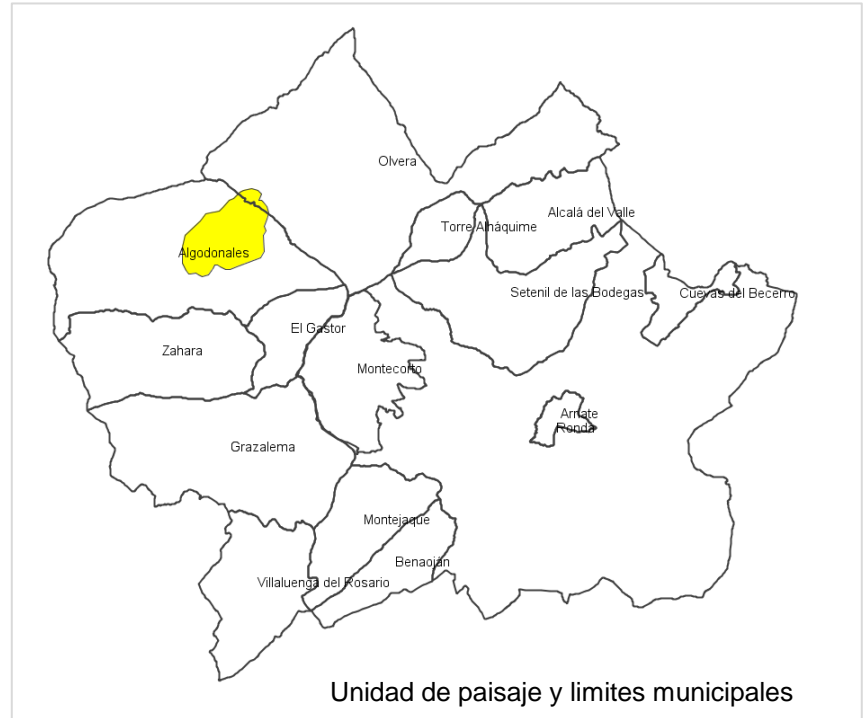 Olvera
Alcalá del Valle
Torre Alháquime
Algodonales
Setenil de las Bodegas
Cuevas del Becerro
El Gastor
Zahara
Montecorto
Arriate
Ronda
Grazalema
Montejaque
Benaoján
Villaluenga del Rosario
Unidad de paisaje y limites municipales